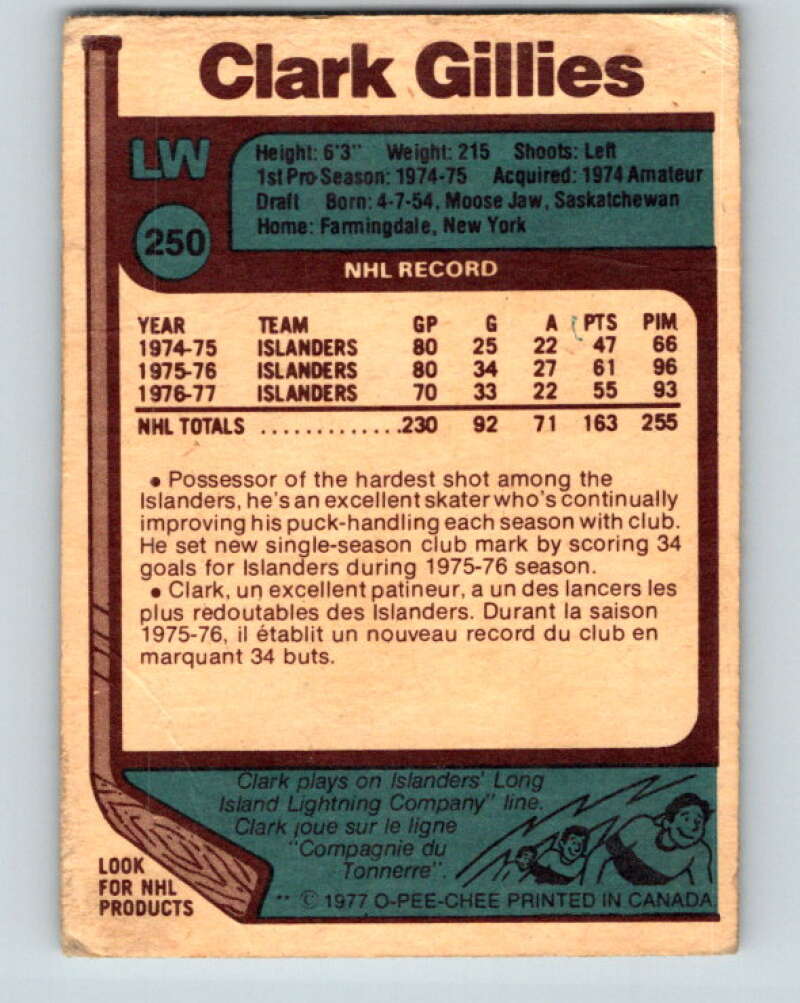 Clark Gillies
LW
250
Height: 6'3" Weight: 215 Shoots: Left
1st Pro Season: 1974-75 Acquired: 1974 Amateur
Draft Born: 4-7-54, Moose Jaw, Saskatchewan
Home: Farmingdale, New York
NHL RECORD
YEAR TEAM GP G A PTS PIM
1974-75 ISLANDERS 80 25 22 47 66
1975-76 ISLANDERS 80 34 27 61 96
1976-77 ISLANDERS 70 33 22 55 93
NHL TOTALS .............230 92 71 163 255
• Possessor of the hardest shot among the
Islanders, he's an excellent skater who's continually
improving his puck-handling each season with club.
He set new single-season club mark by scoring 34
goals for Islanders during 1975-76 season.
• Clark, un excellent patineur, a un des lancers les
plus redoutables des Islanders. Durant la saison
1975-76, il établit un nouveau record du club en
marquant 34 buts.
Clark plays on Islanders' Long
Island Lightning Company" line.
Clark joue sur le ligne
"Compagnie du
Tonnerre".
LOOK
FOR NHL
PRODUCTS
** © 1977 O-PEE-CHEE PRINTED IN CANADA